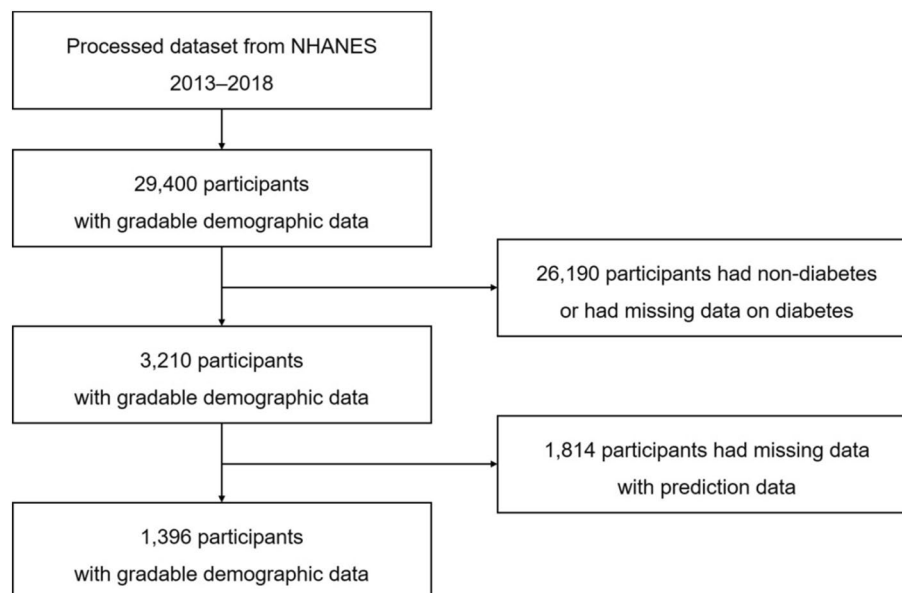 Processed dataset from NHANES
2013–2018
29,400 participants
with gradable demographic data
26,190 participants had non-diabetes
or had missing data on diabetes
3,210 participants
with gradable demographic data
1,814 participants had missing data
with prediction data
1,396 participants
with gradable demographic data